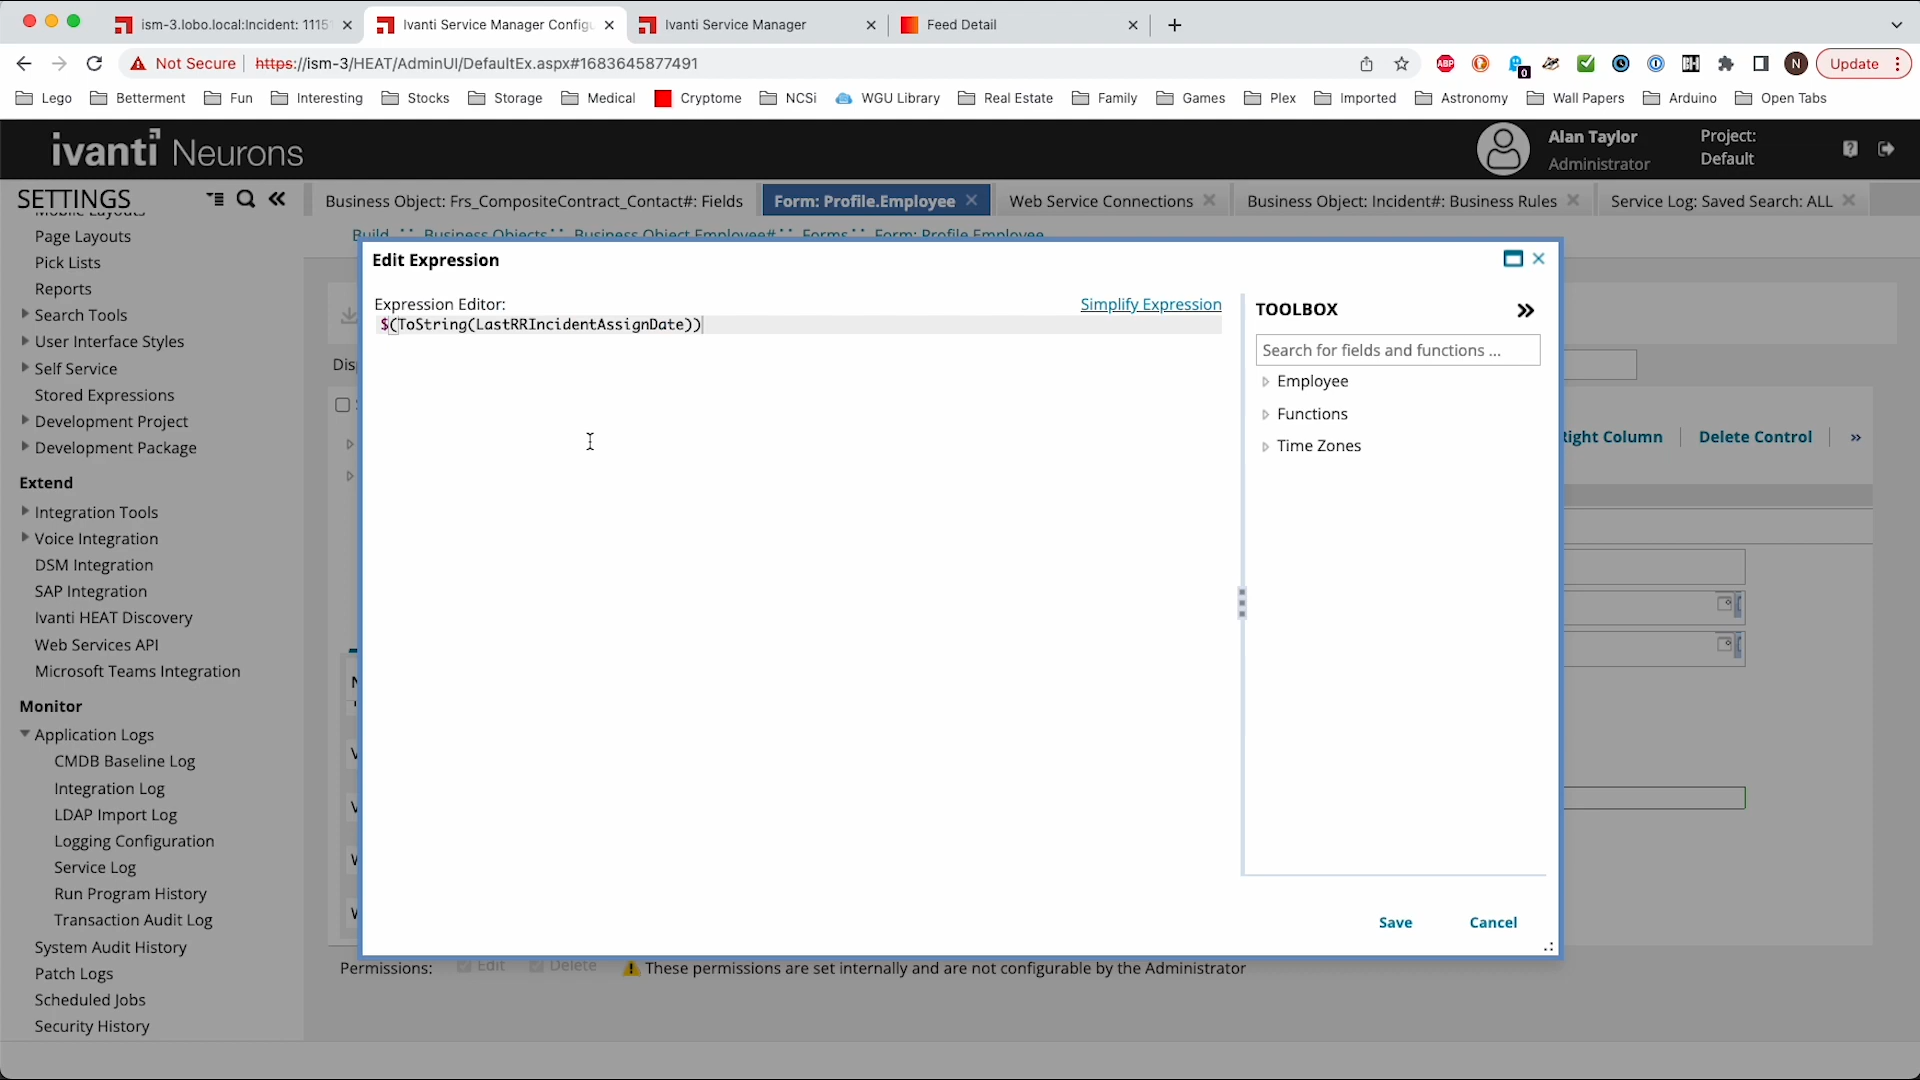 ism-3.lobo.local:Incident: 1115
Ivanti Service Manager Configu
Ivanti Service Manager
Feed Detail
Not Secure
https://ism-3/HEAT/AdminUI/DefaultEx.aspx#1683645877491
ABP
0
N
Update
Lego
Betterment
Fun
Interesting
Stocks
Storage
Medical
Cryptome
NCSi
WGU Library
Real Estate
Family
Games
Plex
Imported
Astronomy
Wall Papers
Arduino
Open Tabs
ivanti Neurons
Alan Taylor
Administrator
Project:
Default
SETTINGS
Business Object: Frs_CompositeContract_Contact#: Fields
Form: Profile.Employee
Web Service Connections
Business Object: Incident#: Business Rules
Service Log: Saved Search: ALL
Mobile Layouts
Page Layouts
Pick Lists
Reports
Search Tools
User Interface Styles
Self Service
Stored Expressions
Development Project
Development Package
Extend
Integration Tools
Voice Integration
DSM Integration
SAP Integration
Ivanti HEAT Discovery
Web Services API
Microsoft Teams Integration
Monitor
Application Logs
CMDB Baseline Log
Integration Log
LDAP Import Log
Logging Configuration
Service Log
Run Program History
Transaction Audit Log
System Audit History
Patch Logs
Scheduled Jobs
Security History
Build
Business Objects
Business Object Employee#
Forms
Form: Profile.Employee
Edit Expression
Expression Editor:
Simplify Expression
$(ToString(LastRRIncidentAssignDate))
TOOLBOX
Search for fields and functions ...
Employee
Functions
Time Zones
Save
Cancel
Right Column
Delete Control
»
Permissions:
Edit
Delete
These permissions are set internally and are not configurable by the Administrator